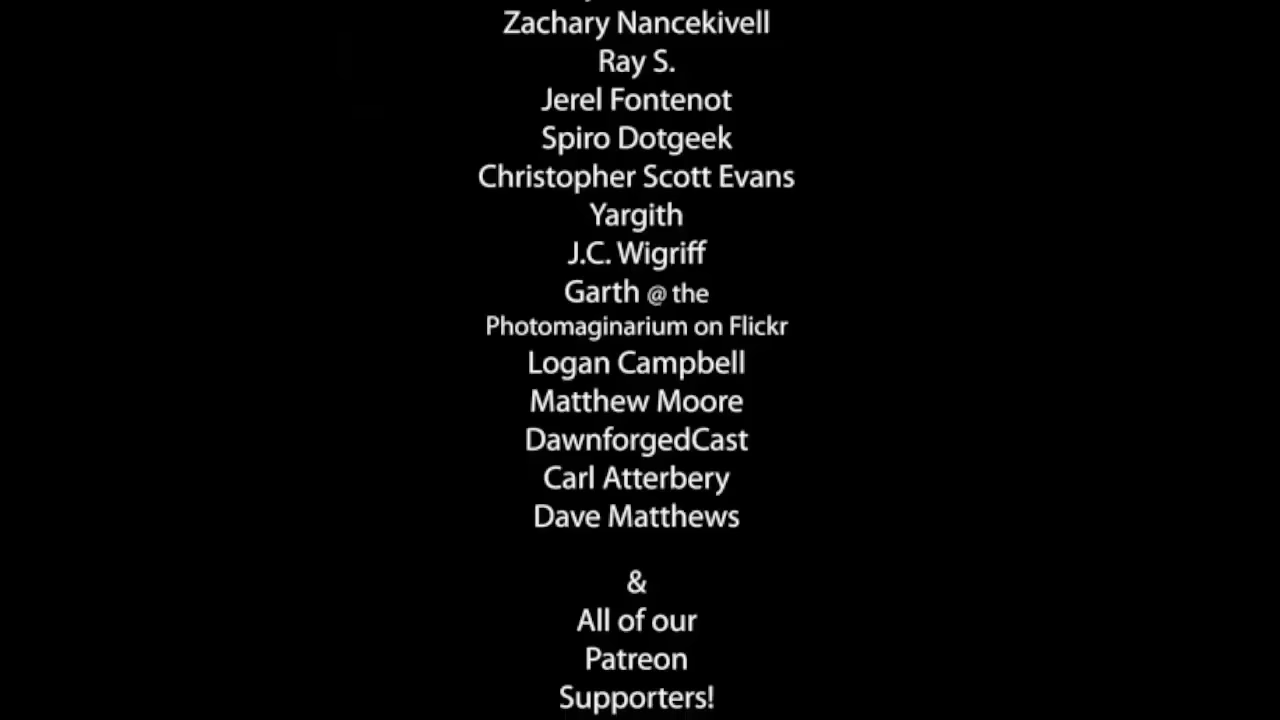 Zachary Nancekivell
Ray S.
Jerel Fontenot
Spiro Dotgeek
Christopher Scott Evans
Yargith
J.C. Wigriff
Garth @ the
Photomaginarium on Flickr
Logan Campbell
Matthew Moore
DawnforgedCast
Carl Atterbery
Dave Matthews
&
All of our
Patreon
Supporters!